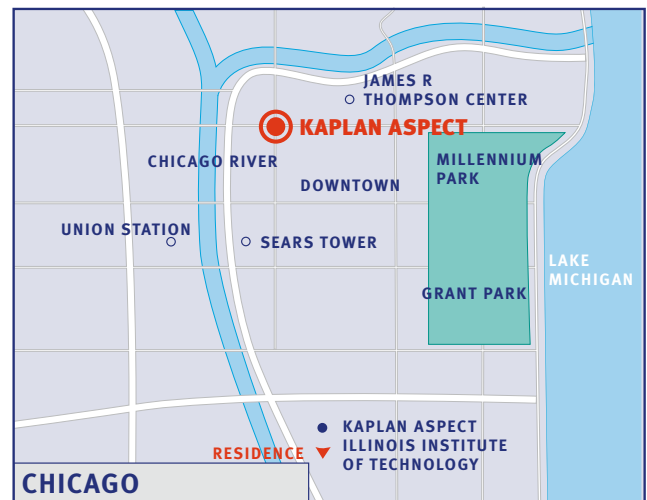 JAMES R
THOMPSON CENTER
KAPLAN ASPECT
CHICAGO RIVER
MILLENNIUM
PARK
DOWNTOWN
UNION STATION
SEARS TOWER
LAKE
MICHIGAN
GRANT PARK
KAPLAN ASPECT
ILLINOIS INSTITUTE
OF TECHNOLOGY
RESIDENCE
CHICAGO